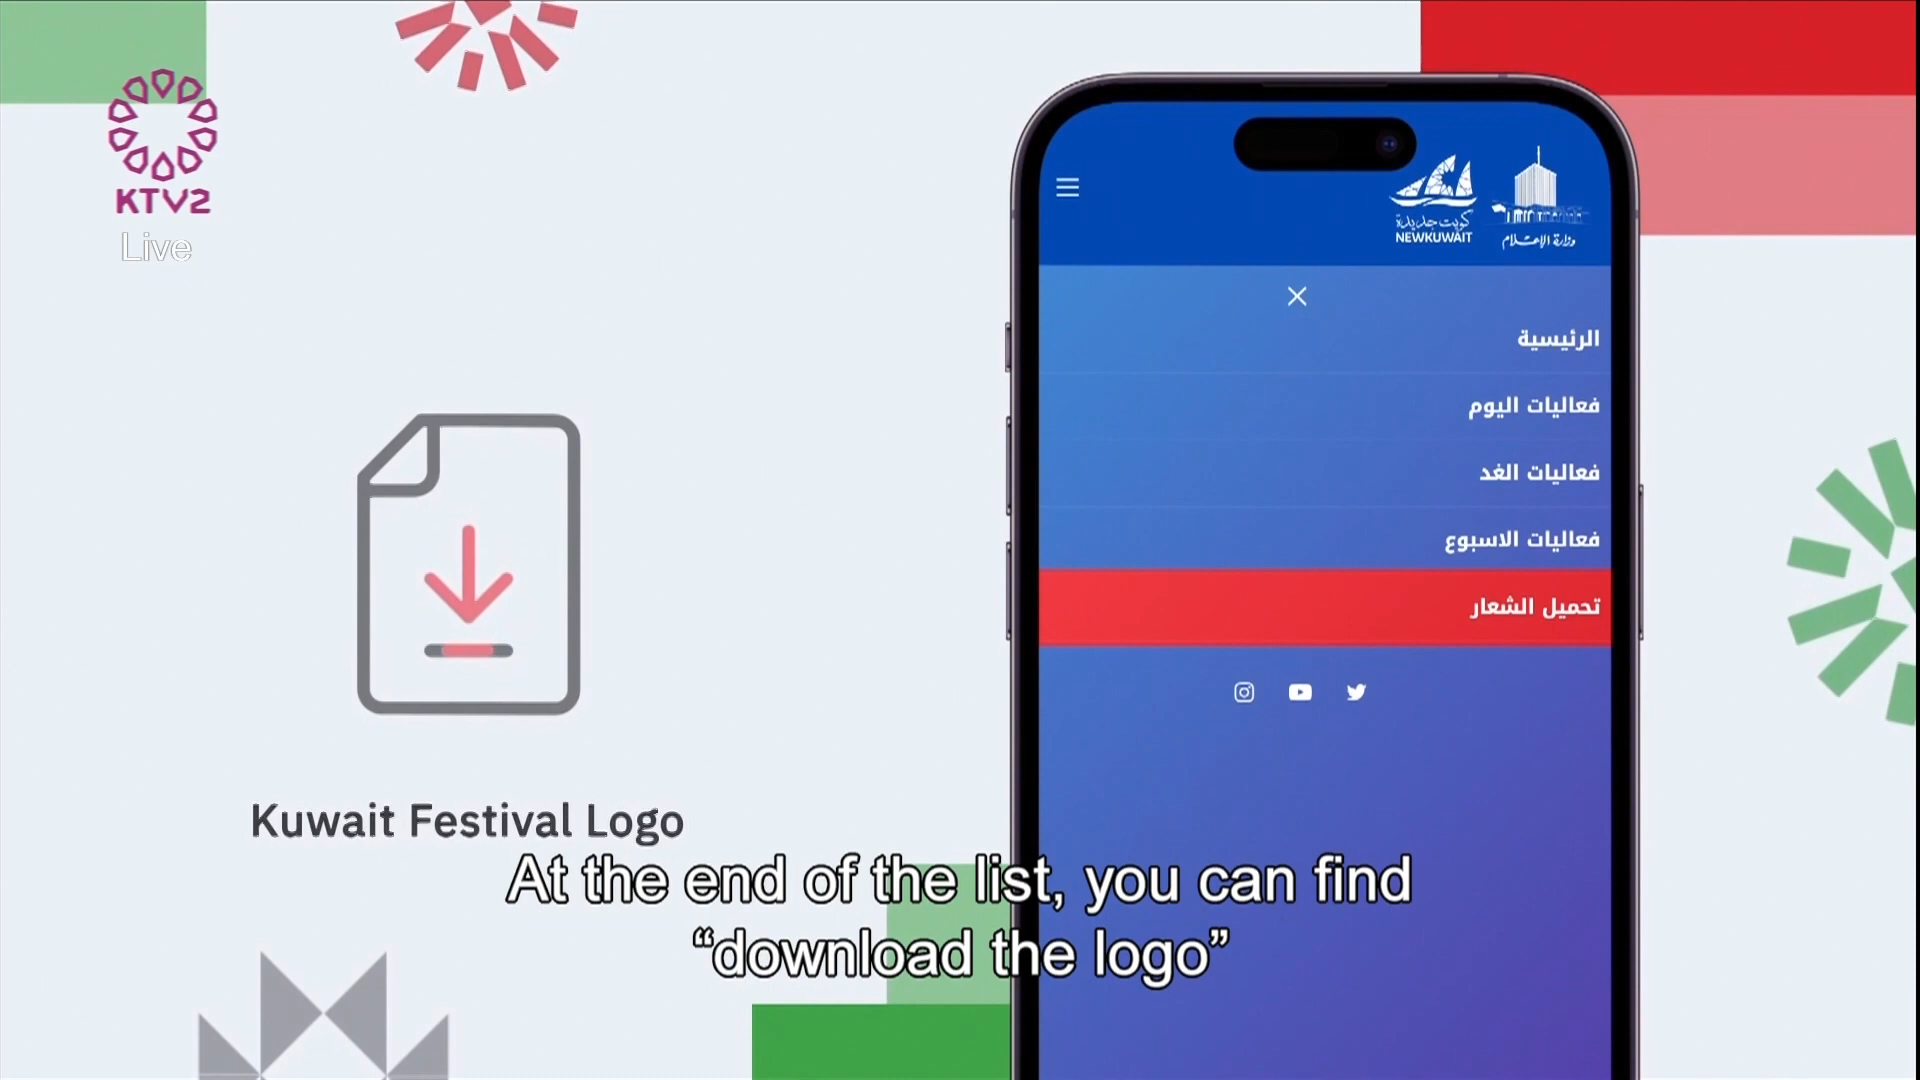 KTV2
Live
كويت جديدة
NEWKUWAIT
وزارة الإعلام
الرئيسية
فعاليات اليوم
فعاليات الغد
فعاليات الاسبوع
تحميل الشعار
Kuwait Festival Logo
At the end of the list, you can find
“download the logo”